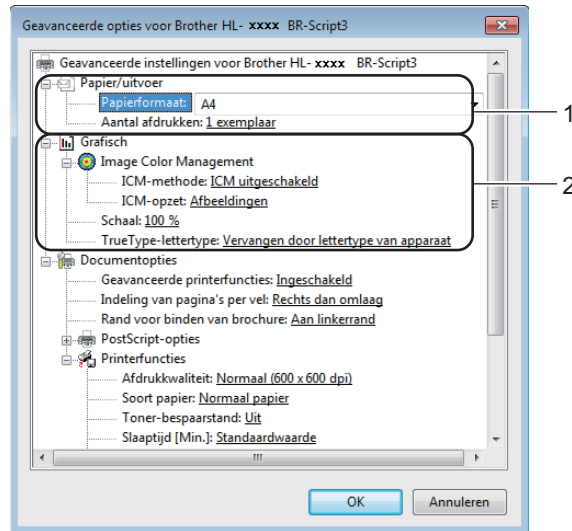 Geavanceerde opties voor Brother HL- xxxx BR-Script3
Geavanceerde instellingen voor Brother HL- xxxx BR-Script3
Papier/uitvoer
Papierformaat: A4
Aantal afdrukken: 1 exemplaar
1
Grafisch
Image Color Management
ICM-methode: ICM uitgeschakeld
2
ICM-opzet: Afbeeldingen
Schaal: 100 %
TrueType-lettertype: Vervangen door lettertype van apparaat
Documentopties
Geavanceerde printerfuncties: Ingeschakeld
Indeling van pagina's per vel: Rechts dan omlaag
Rand voor binden van brochure: Aan linkerrand
PostScript-opties
Printerfuncties
Afdrukkwaliteit: Normaal (600 x 600 dpi)
Soort papier: Normaal papier
Toner-bespaarstand: Uit
Slaaptijd [Min.]: Standaardwaarde
OK
Annuleren